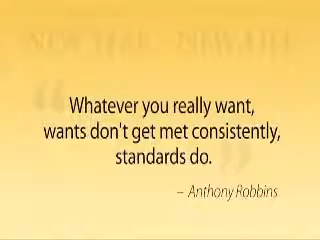 Whatever you really want,
wants don't get met consistently,
standards do.
– Anthony Robbins